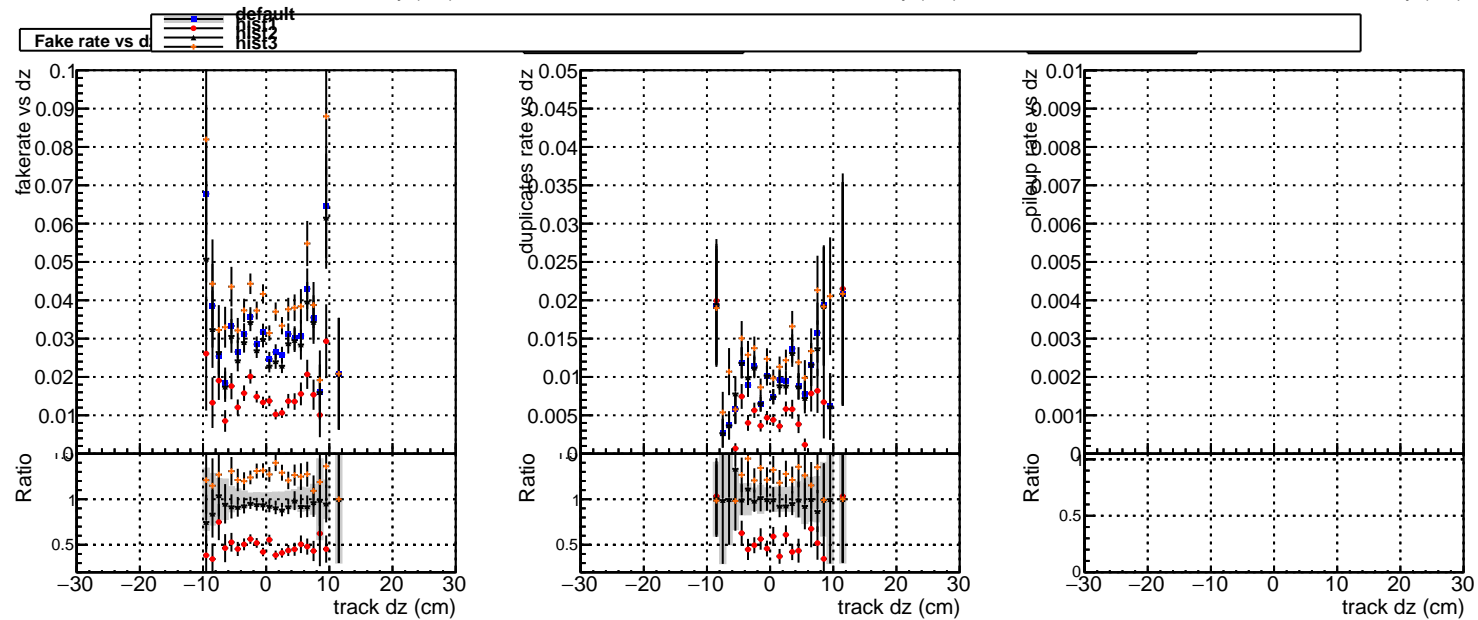 default
hist1
hist2
hist3
Fake rate vs dz
fakerate vs dz
0.1
0.09
0.08
0.07
0.06
0.05
0.04
0.03
0.02
0.01
Ratio
1
0.5
−30 −20 −10 0 10 20 30
track dz (cm)
duplicates rate vs dz
0.05
0.045
0.04
0.035
0.03
0.025
0.02
0.015
0.01
0.005
Ratio
1
0.5
−30 −20 −10 0 10 20 30
track dz (cm)
pileup rate vs dz
0.01
0.009
0.008
0.007
0.006
0.005
0.004
0.003
0.002
0.001
0
Ratio
1
0.5
0
−30 −20 −10 0 10 20 30
track dz (cm)